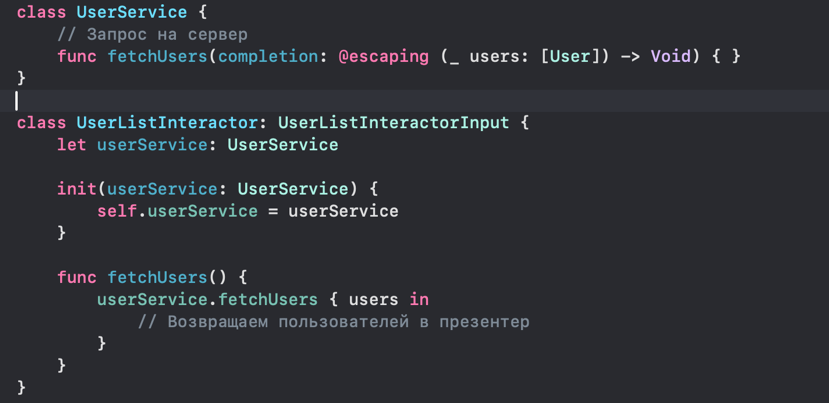 class UserService {
    // Запрос на сервер
    func fetchUsers(completion: @escaping (_ users: [User]) -> Void) { }
}
class UserListInteractor: UserListInteractorInput {
    let userService: UserService
    init(userService: UserService) {
        self.userService = userService
    }
    func fetchUsers() {
        userService.fetchUsers { users in
            // Возвращаем пользователей в презентер
        }
    }
}